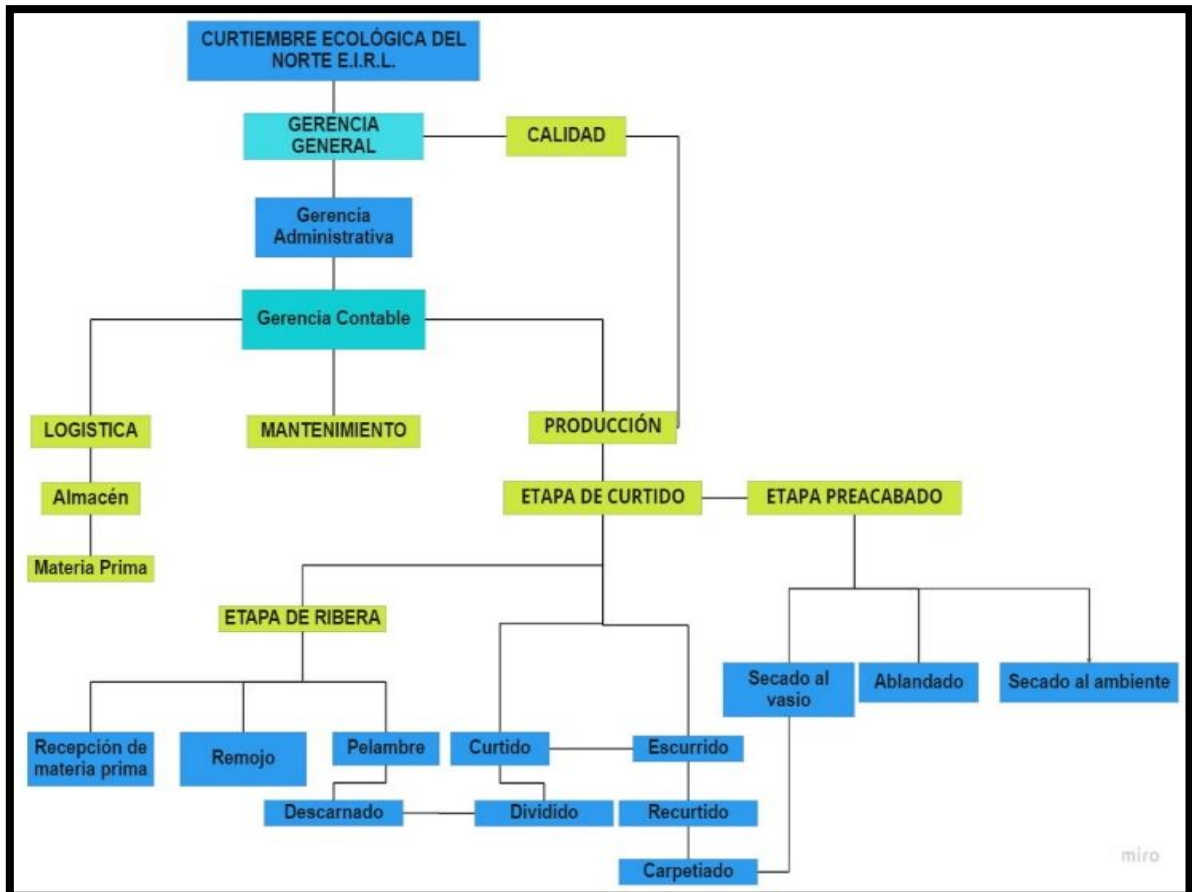 CURTIEMBRE ECOLÓGICA DEL
NORTE E.I.R.L.
GERENCIA
GENERAL
CALIDAD
Gerencia
Administrativa
Gerencia Contable
LOGISTICA
MANTENIMIENTO
PRODUCCIÓN
Almacén
ETAPA DE CURTIDO
ETAPA PREACABADO
Materia Prima
ETAPA DE RIBERA
Secado al
vasio
Ablandado
Secado al ambiente
Recepción de
materia prima
Remojo
Pelambre
Curtido
Escurrido
Descarnado
Dividido
Recurtido
Carpetiado
miro